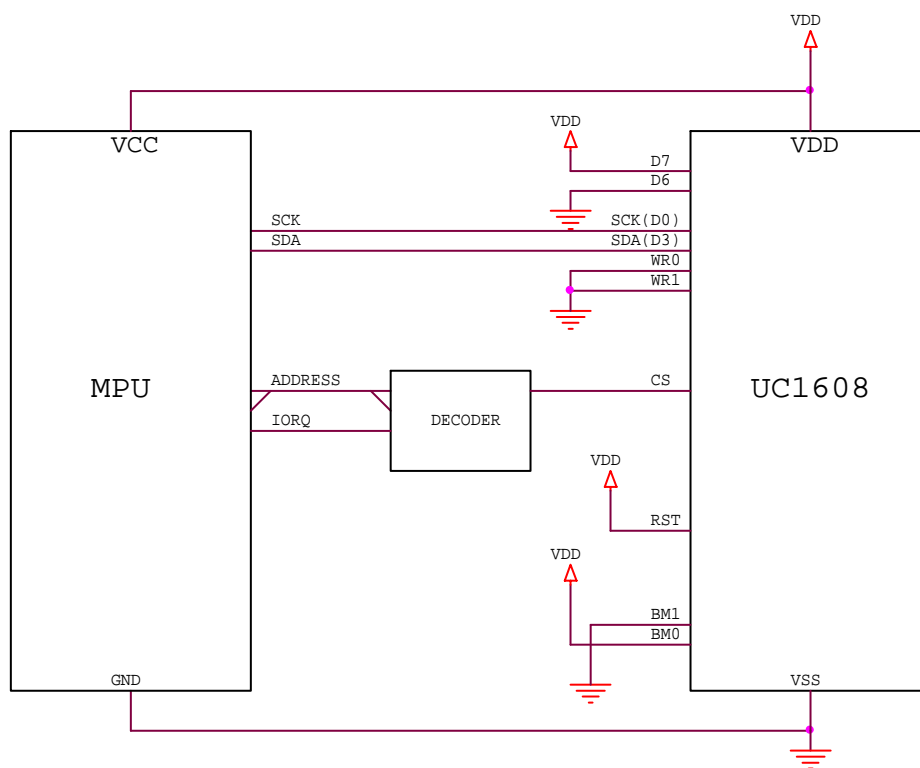 VDD
VCC
VDD
VDD
D7
D6
SCK
SCK(D0)
SDA
SDA(D3)
WR0
WR1
MPU
ADDRESS
CS
UC1608
IORQ
DECODER
VDD
RST
VDD
BM1
BM0
GND
VSS